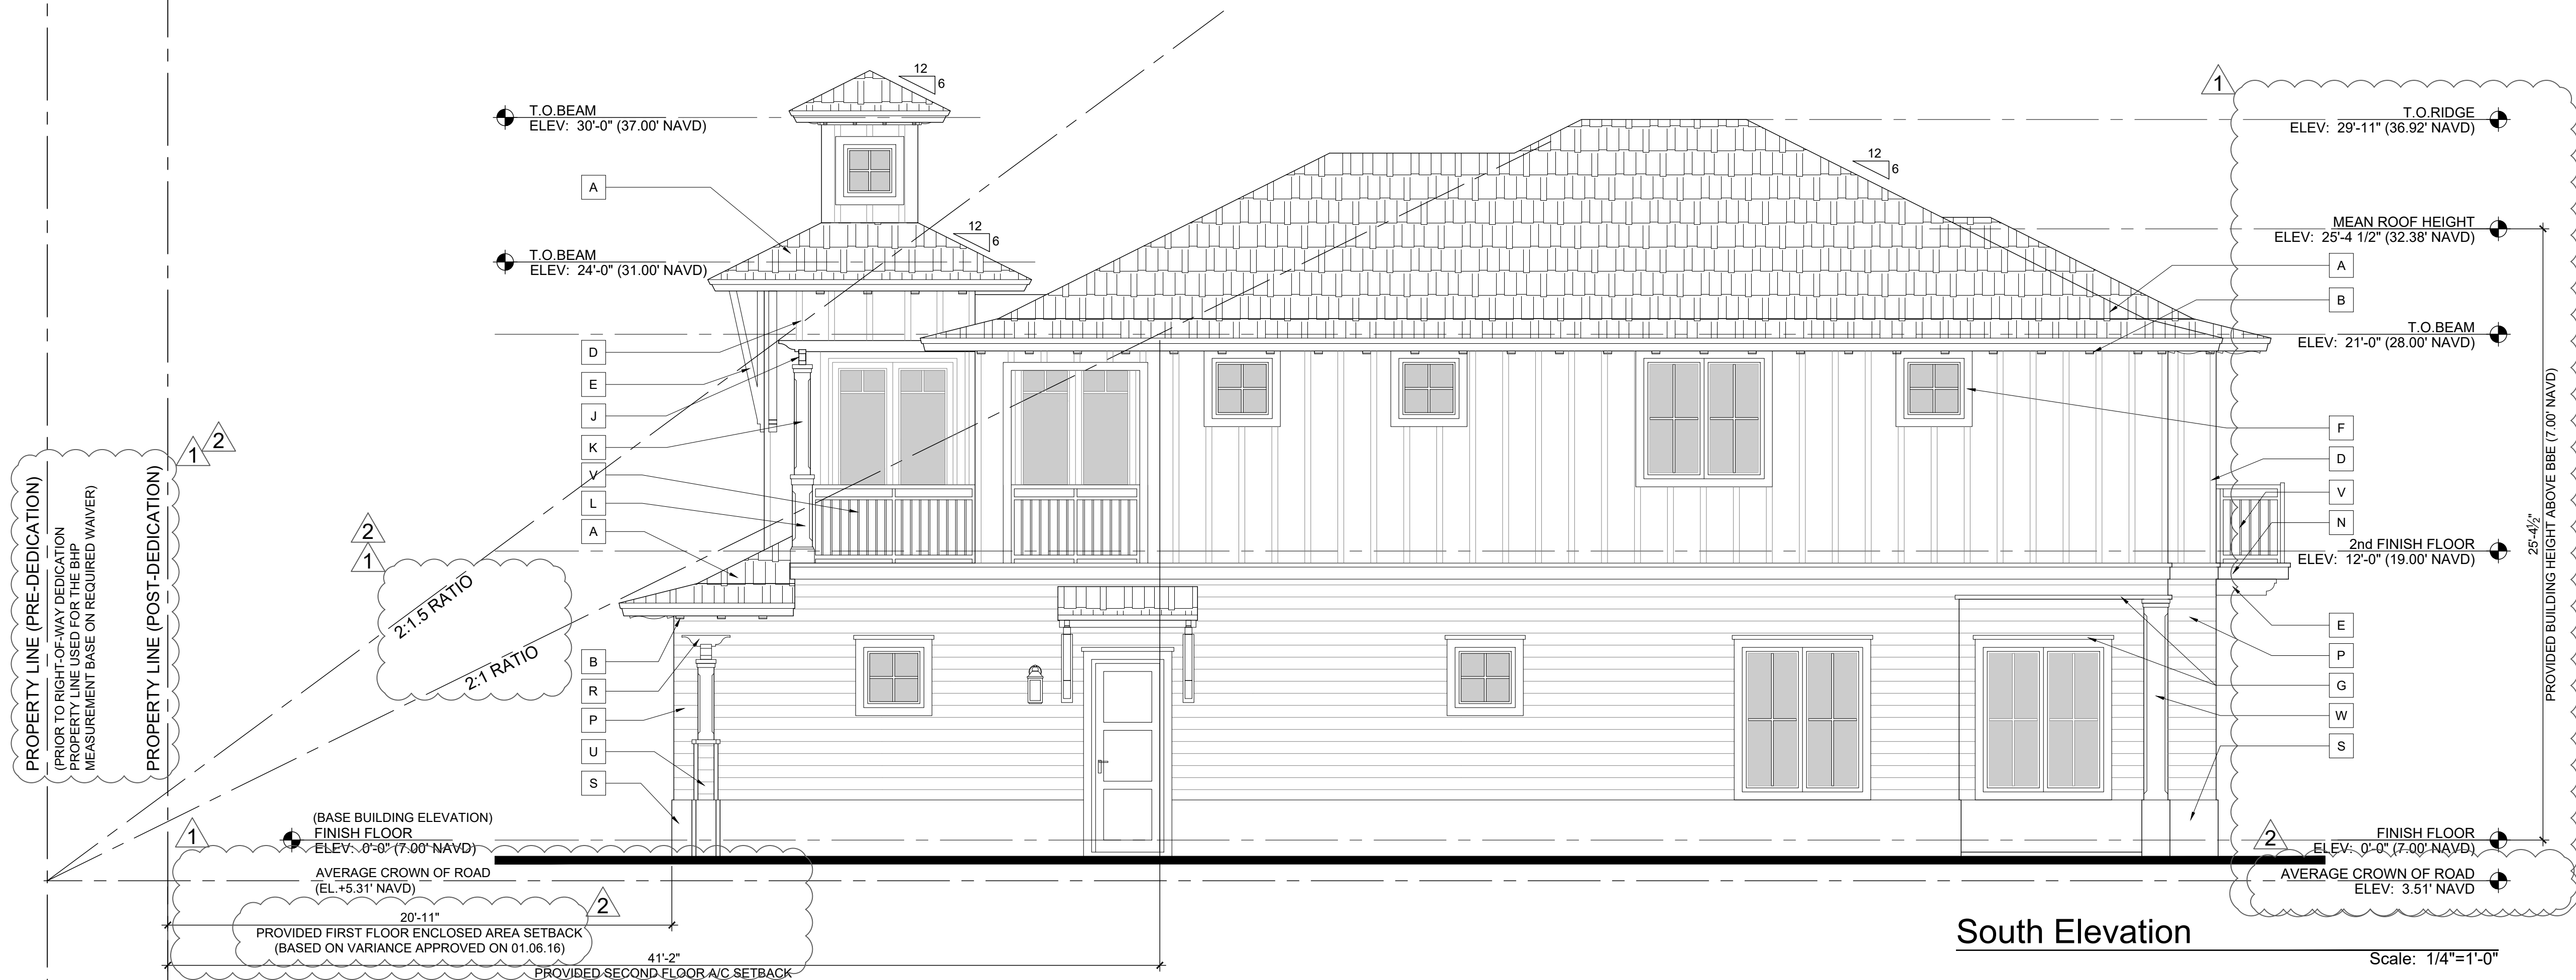 12
6
1
T.O.BEAM
ELEV: 30'-0" (37.00' NAVD)
T.O.RIDGE
ELEV: 29'-11" (36.92' NAVD)
12
6
A
12
6
MEAN ROOF HEIGHT
ELEV: 25'-4 1/2" (32.38' NAVD)
T.O.BEAM
ELEV: 24'-0" (31.00' NAVD)
A
B
T.O.BEAM
ELEV: 21'-0" (28.00' NAVD)
D
E
J
K
V
L
A
F
D
V
N
25'-4½"
PROVIDED BUILDING HEIGHT ABOVE BBE (7.00' NAVD)
1
2
PROPERTY LINE (PRE-DEDICATION)
(PRIOR TO RIGHT-OF-WAY DEDICATION
PROPERTY LINE USED FOR THE BHP
MEASUREMENT BASE ON REQUIRED WAIVER)
PROPERTY LINE (POST-DEDICATION)
2
1
2:1.5 RATIO
2:1 RATIO
2nd FINISH FLOOR
ELEV: 12'-0" (19.00' NAVD)
B
R
P
U
S
E
P
G
W
S
1
(BASE BUILDING ELEVATION)
FINISH FLOOR
ELEV: 0'-0" (7.00' NAVD)
AVERAGE CROWN OF ROAD
(EL.+5.31' NAVD)
2
FINISH FLOOR
ELEV: 0'-0" (7.00' NAVD)
AVERAGE CROWN OF ROAD
ELEV: 3.51' NAVD
2
20'-11"
PROVIDED FIRST FLOOR ENCLOSED AREA SETBACK
(BASED ON VARIANCE APPROVED ON 01.06.16)
41'-2"
PROVIDED SECOND FLOOR A/C SETBACK
South Elevation
Scale: 1/4"=1'-0"